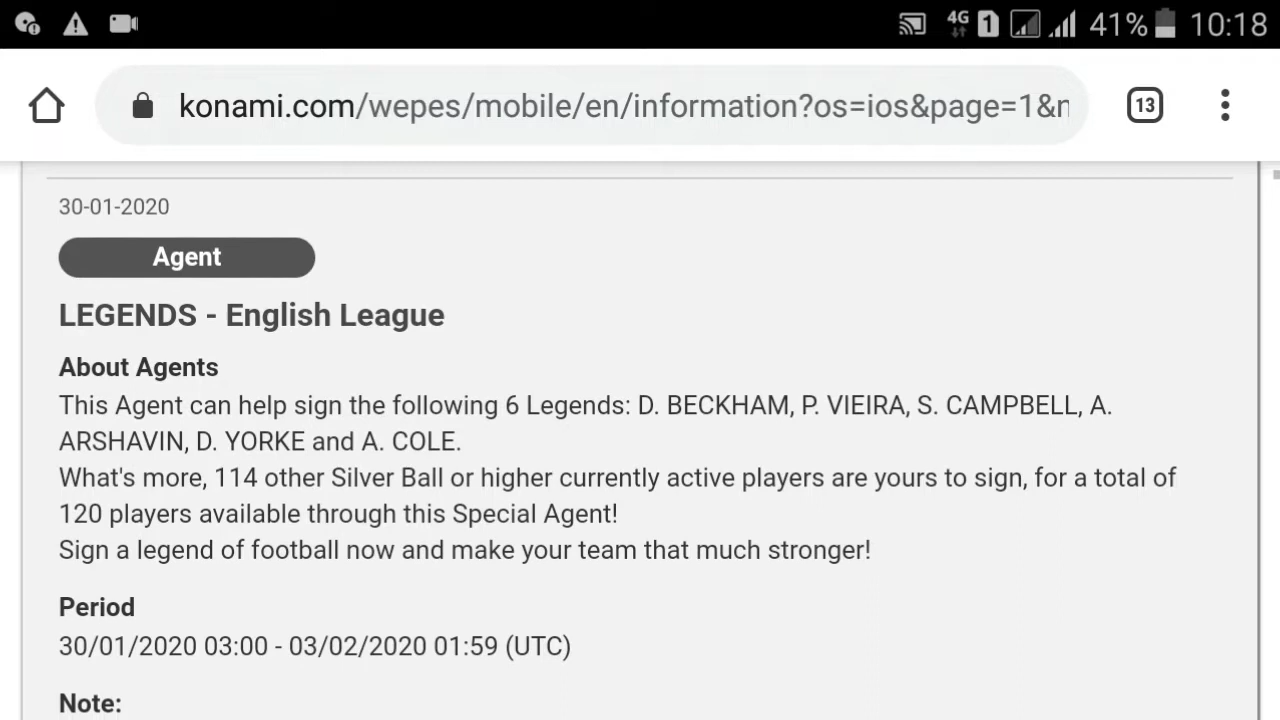 4G 1 41% 10:18
konami.com/wepes/mobile/en/information?os=ios&page=1&n
13
30-01-2020
Agent
LEGENDS - English League
About Agents
This Agent can help sign the following 6 Legends: D. BECKHAM, P. VIEIRA, S. CAMPBELL, A.
ARSHAVIN, D. YORKE and A. COLE.
What's more, 114 other Silver Ball or higher currently active players are yours to sign, for a total of
120 players available through this Special Agent!
Sign a legend of football now and make your team that much stronger!
Period
30/01/2020 03:00 - 03/02/2020 01:59 (UTC)
Note: